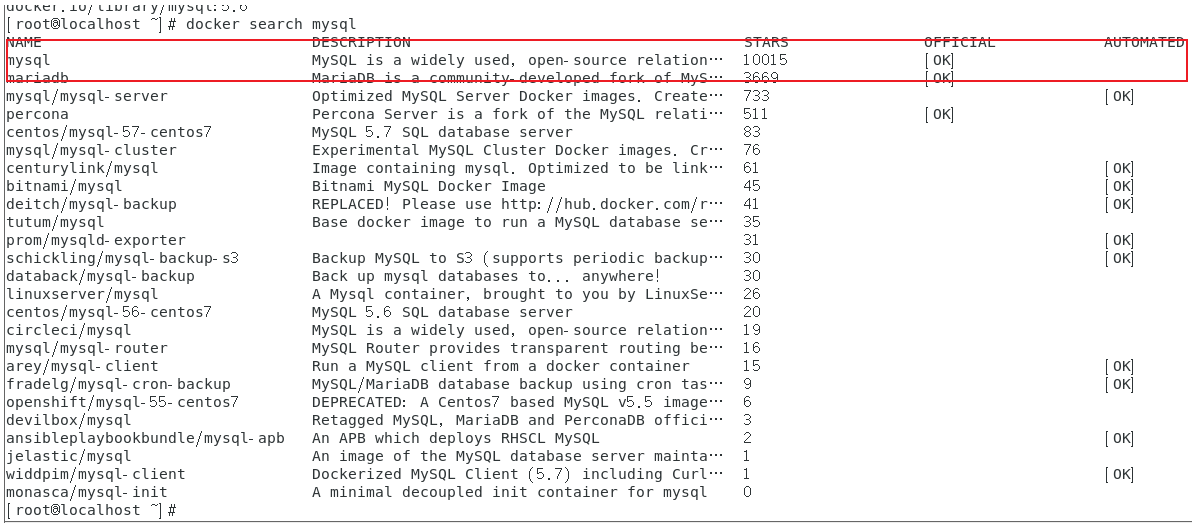 docker.io/library/mysql:5.6
[root@localhost ~]# docker search mysql
NAME DESCRIPTION STARS OFFICIAL AUTOMATED
mysql MySQL is a widely used, open-source relation… 10015 [OK]
mariadb MariaDB is a community-developed fork of MyS… 3669 [OK]
mysql/mysql-server Optimized MySQL Server Docker images. Create… 733 [OK]
percona Percona Server is a fork of the MySQL relati… 511 [OK]
centos/mysql-57-centos7 MySQL 5.7 SQL database server 83
mysql/mysql-cluster Experimental MySQL Cluster Docker images. Cr… 76
centurylink/mysql Image containing mysql. Optimized to be link… 61 [OK]
bitnami/mysql Bitnami MySQL Docker Image 45 [OK]
deitch/mysql-backup REPLACED! Please use http://hub.docker.com/r… 41 [OK]
tutum/mysql Base docker image to run a MySQL database se… 35
prom/mysqld-exporter 31 [OK]
schickling/mysql-backup-s3 Backup MySQL to S3 (supports periodic backup… 30 [OK]
databack/mysql-backup Back up mysql databases to... anywhere! 30
linuxserver/mysql A Mysql container, brought to you by LinuxSe… 26
centos/mysql-56-centos7 MySQL 5.6 SQL database server 20
circleci/mysql MySQL is a widely used, open-source relation… 19
mysql/mysql-router MySQL Router provides transparent routing be… 16
arey/mysql-client Run a MySQL client from a docker container 15 [OK]
fradelg/mysql-cron-backup MySQL/MariaDB database backup using cron tas… 9 [OK]
openshift/mysql-55-centos7 DEPRECATED: A Centos7 based MySQL v5.5 image… 6
devilbox/mysql Retagged MySQL, MariaDB and PerconaDB offici… 3
ansibleplaybookbundle/mysql-apb An APB which deploys RHSCL MySQL 2 [OK]
jelastic/mysql An image of the MySQL database server mainta… 1
widdpim/mysql-client Dockerized MySQL Client (5.7) including Curl… 1 [OK]
monasca/mysql-init A minimal decoupled init container for mysql 0
[root@localhost ~]#